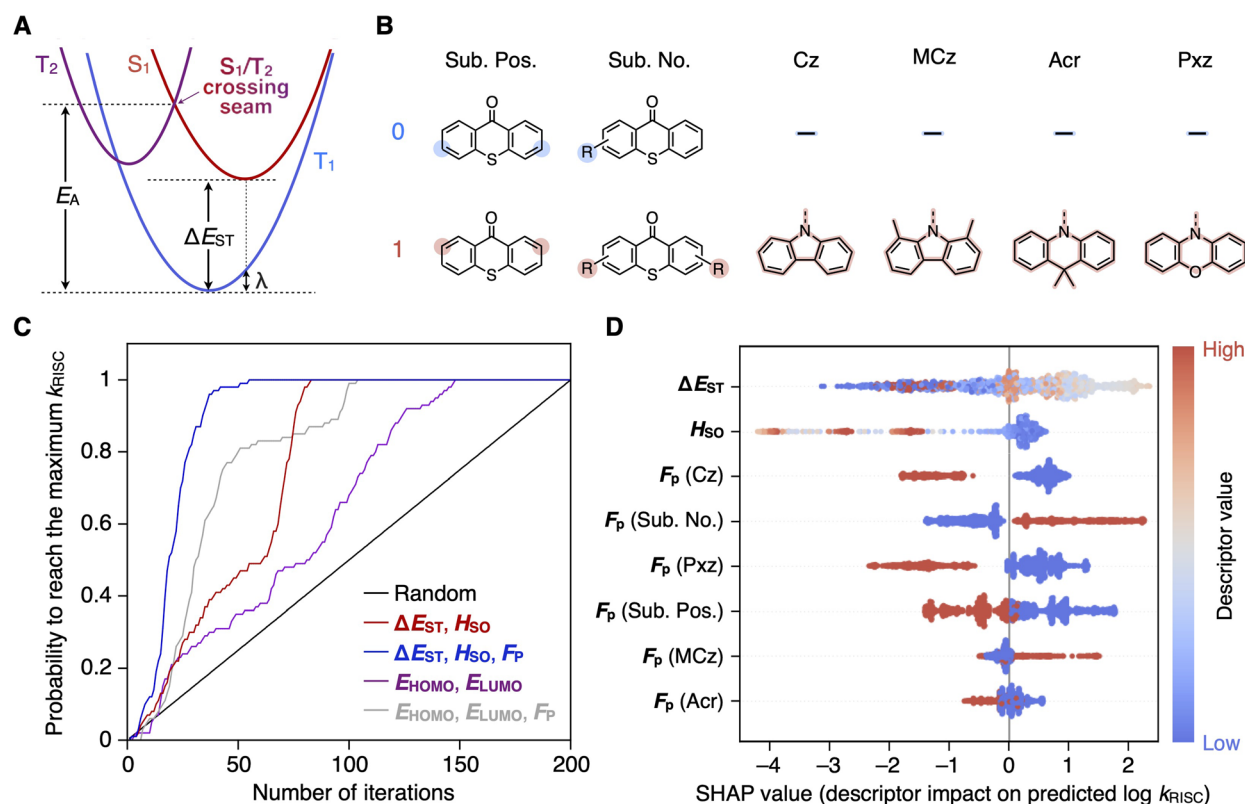 A
T2
S1
S1/T2
crossing
seam
T1
EA
ΔEST
λ
B
Sub. Pos.
Sub. No.
Cz
MCz
Acr
Pxz
0
O
S
O
R
S
1
O
S
O
R
S
R
N
N
N
N
O
C
Probability to reach the maximum kRISC
1
0.8
0.6
0.4
0.2
0
0
50
100
150
200
Number of iterations
Random
ΔEST, HSO
ΔEST, HSO, FP
EHOMO, ELUMO
EHOMO, ELUMO, FP
D
ΔEST
HSO
Fp (Cz)
Fp (Sub. No.)
Fp (Pxz)
Fp (Sub. Pos.)
Fp (MCz)
Fp (Acr)
–4
–3
–2
–1
0
1
2
SHAP value (descriptor impact on predicted log kRISC)
High
Descriptor value
Low